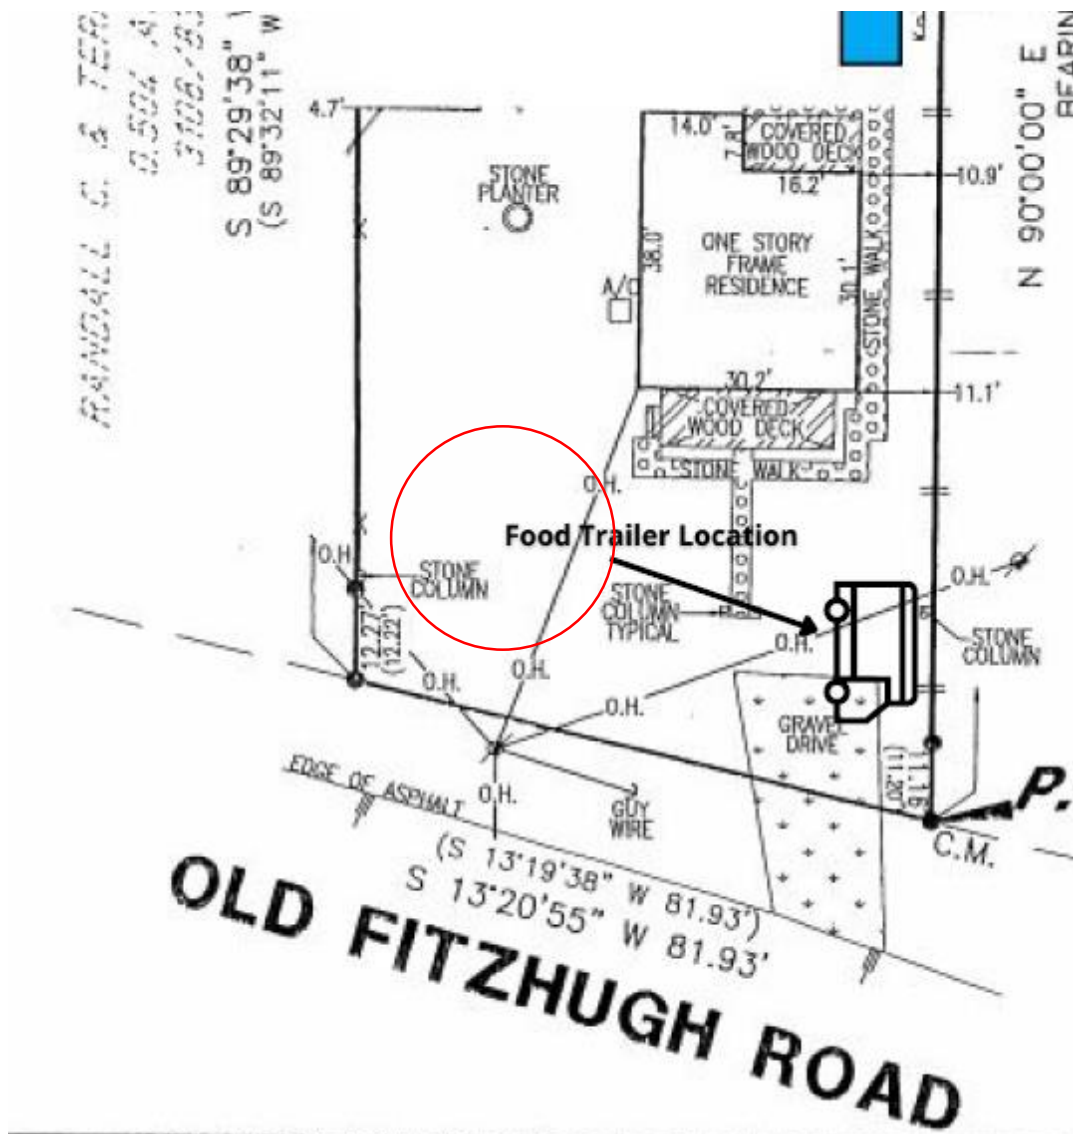 S 89°29'38" W
(S 89°32'11" W
N 90°00'00" E
4.7'
14.0'
7.8'
COVERED
WOOD DECK
16.2'
10.9'
STONE
PLANTER
38.0'
ONE STORY
FRAME
RESIDENCE
30.1'
STONE WALK
A/C
30.2'
11.1'
COVERED
WOOD DECK
STONE WALK
O.H.
Food Trailer Location
O.H.
STONE
COLUMN
STONE
COLUMN
TYPICAL
O.H.
STONE
COLUMN
O.H.
12.27'
(12.22')
O.H.
O.H.
O.H.
GRAVEL
DRIVE
11.16'
(11.20')
EDGE OF ASPHALT
O.H.
GUY
WIRE
P.
C.M.
(S 13°19'38" W 81.93')
S 13°20'55" W 81.93'
OLD FITZHUGH ROAD